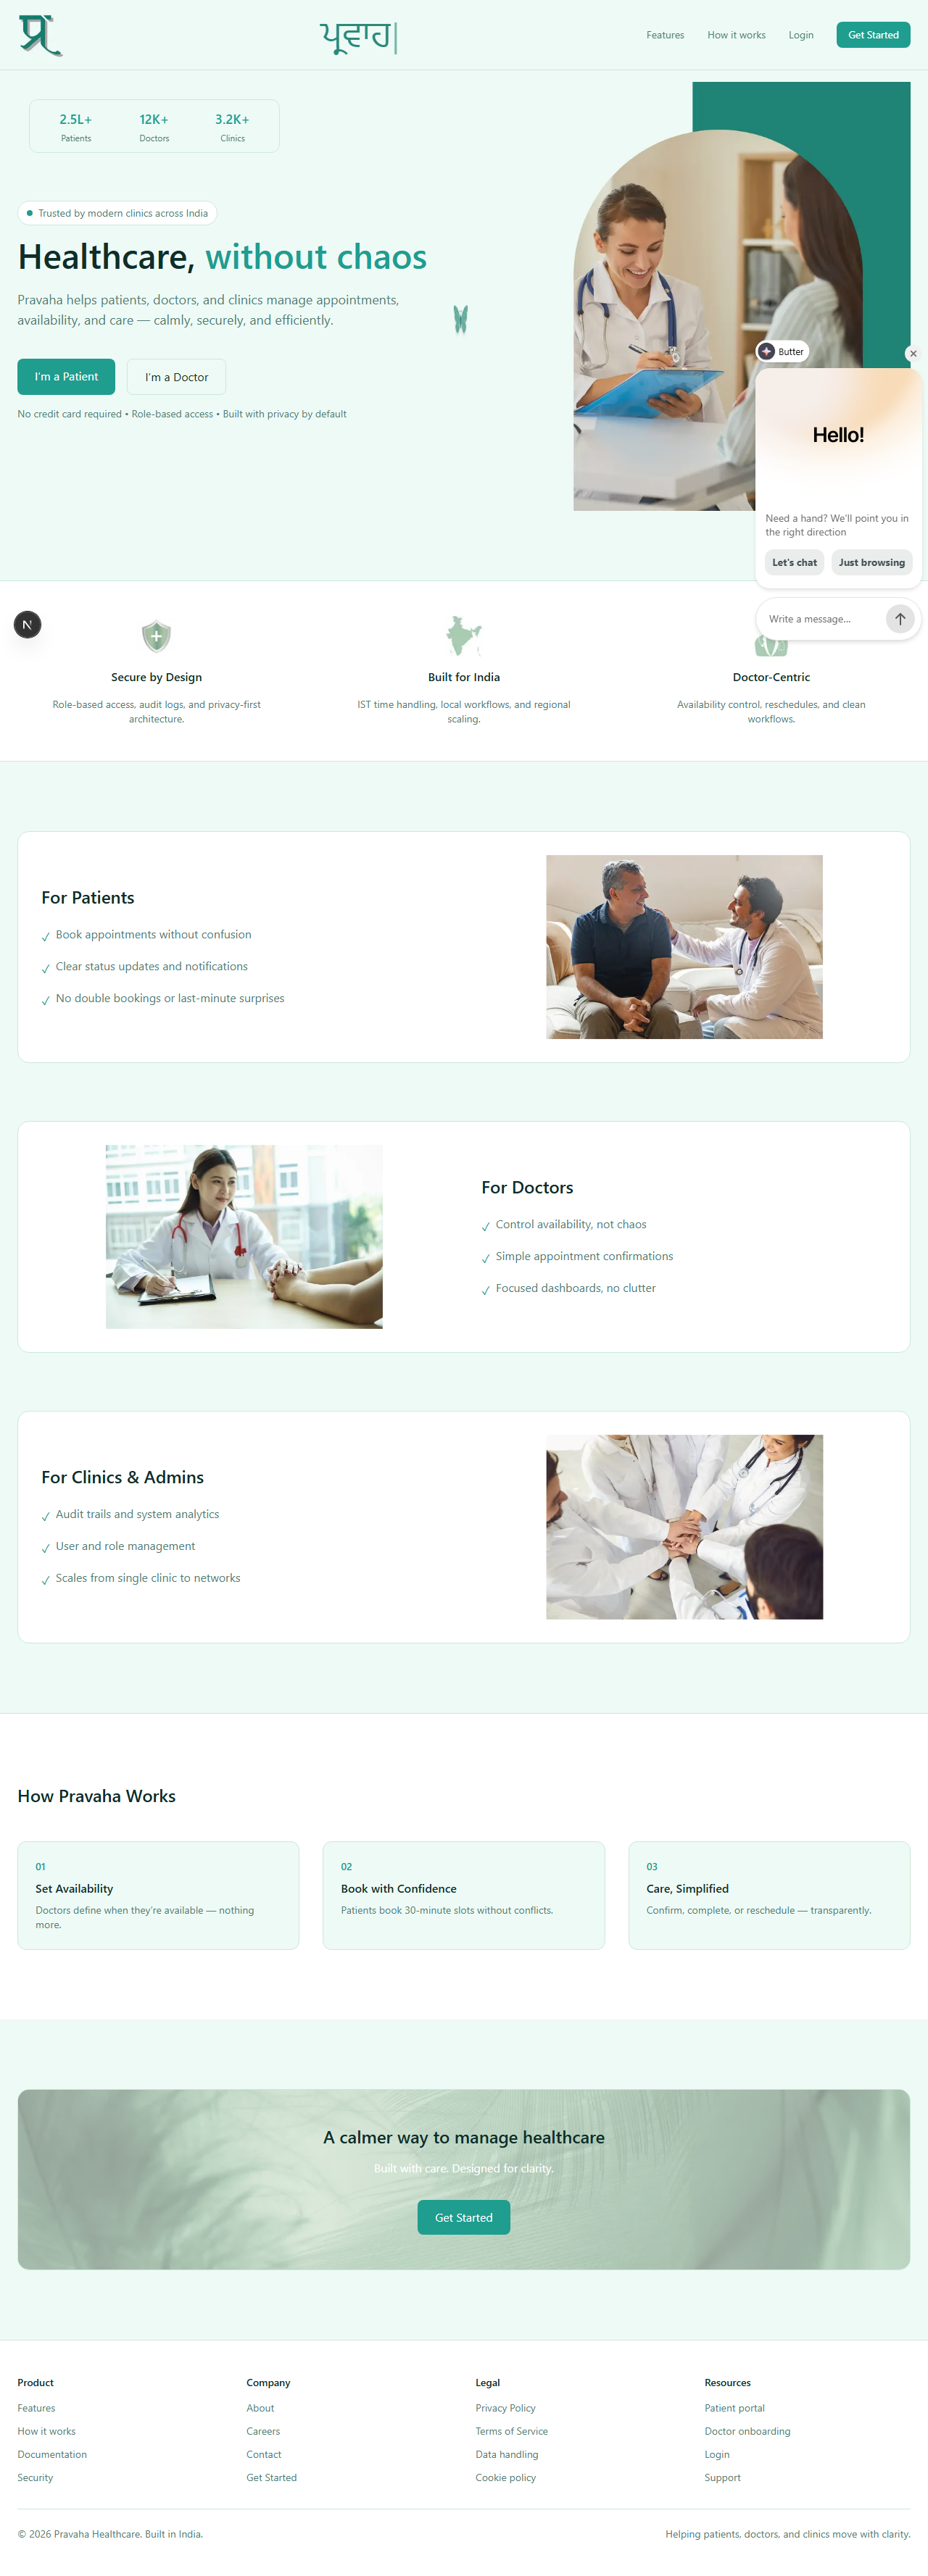 प्र
ਪ੍ਰਵਾਹ
Features
How it works
Login
Get Started
2.5L+
12K+
3.2K+
Patients
Doctors
Clinics
Trusted by modern clinics across India
Healthcare, without chaos
Pravaha helps patients, doctors, and clinics manage appointments,
availability, and care — calmly, securely, and efficiently.
I'm a Patient
I'm a Doctor
No credit card required • Role-based access • Built with privacy by default
Butter
Hello!
Need a hand? We'll point you in
the right direction
Let's chat
Just browsing
Write a message...
N
Secure by Design
Role-based access, audit logs, and privacy-first
architecture.
Built for India
IST time handling, local workflows, and regional
scaling.
Doctor-Centric
Availability control, reschedules, and clean
workflows.
For Patients
✓ Book appointments without confusion
✓ Clear status updates and notifications
✓ No double bookings or last-minute surprises
For Doctors
✓ Control availability, not chaos
✓ Simple appointment confirmations
✓ Focused dashboards, no clutter
For Clinics & Admins
✓ Audit trails and system analytics
✓ User and role management
✓ Scales from single clinic to networks
How Pravaha Works
01
Set Availability
Doctors define when they're available — nothing
more.
02
Book with Confidence
Patients book 30-minute slots without conflicts.
03
Care, Simplified
Confirm, complete, or reschedule — transparently.
A calmer way to manage healthcare
Built with care. Designed for clarity.
Get Started
Product
Features
How it works
Documentation
Security
Company
About
Careers
Contact
Get Started
Legal
Privacy Policy
Terms of Service
Data handling
Cookie policy
Resources
Patient portal
Doctor onboarding
Login
Support
© 2026 Pravaha Healthcare. Built in India.
Helping patients, doctors, and clinics move with clarity.